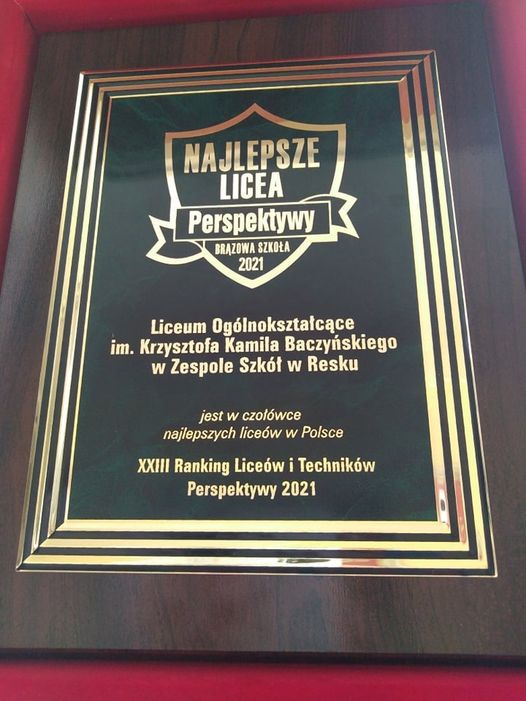 NAJLEPSZE
LICEA
Perspektywy
BRĄZOWA SZKOŁA
2021
Liceum Ogólnokształcące
im. Krzysztofa Kamila Baczyńskiego
w Zespole Szkół w Resku
jest w czołówce
najlepszych liceów w Polsce
XXIII Ranking Liceów i Techników
Perspektywy 2021